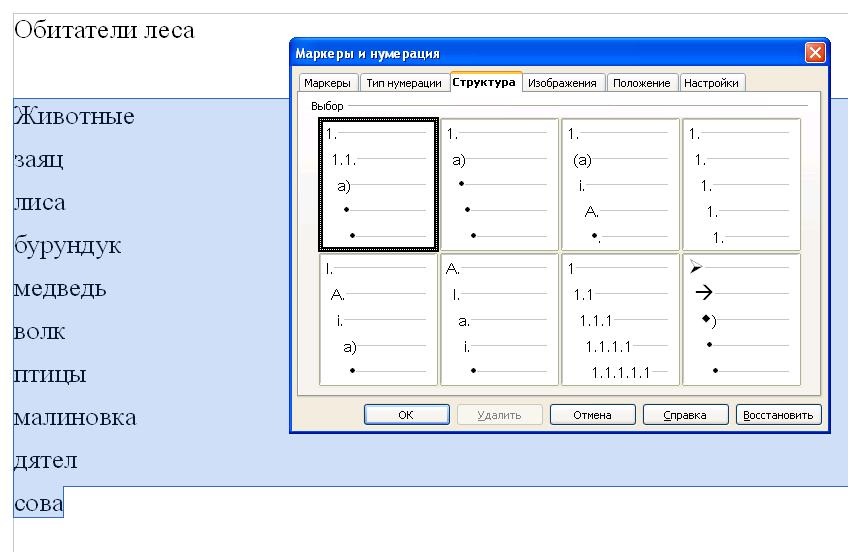 Обитатели леса
Животные
заяц
лиса
бурундук
медведь
волк
птицы
малиновка
дятел
сова
Маркеры и нумерация
Маркеры Тип нумерации Структура Изображения Положение Настройки
Выбор
1. 1. 1. 1.
1.1. a) (a) 1.
a) • i. 1.
• • A. 1.
• • •. 1.
I. A. 1 ➢
A. I. 1.1 →
i. a. 1.1.1 ◆)
a) i. 1.1.1.1 •
• • 1.1.1.1.1 •
ОК Удалить Отмена Справка Восстановить